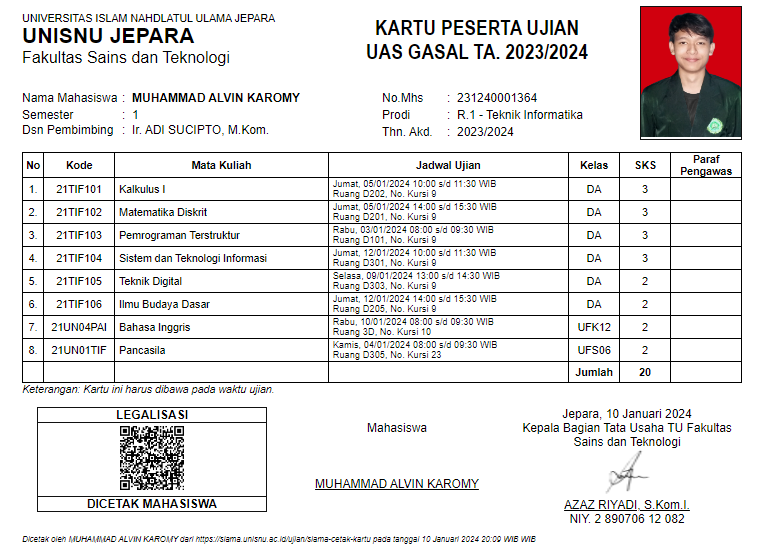 UNIVERSITAS ISLAM NAHDLATUL ULAMA JEPARA
UNISNU JEPARA
Fakultas Sains dan Teknologi
KARTU PESERTA UJIAN
UAS GASAL TA. 2023/2024
Nama Mahasiswa : MUHAMMAD ALVIN KAROMY
Semester : 1
Dsn Pembimbing : Ir. ADI SUCIPTO, M.Kom.
No.Mhs : 231240001364
Prodi : R.1 - Teknik Informatika
Thn. Akd. : 2023/2024
No Kode Mata Kuliah Jadwal Ujian Kelas SKS Paraf Pengawas
1. 21TIF101 Kalkulus I Jumat, 05/01/2024 10:00 s/d 11:30 WIB DA 3
Ruang D202, No. Kursi 9
2. 21TIF102 Matematika Diskrit Jumat, 05/01/2024 14:00 s/d 15:30 WIB DA 3
Ruang D201, No. Kursi 9
3. 21TIF103 Pemrograman Terstruktur Rabu, 03/01/2024 08:00 s/d 09:30 WIB DA 3
Ruang D101, No. Kursi 9
4. 21TIF104 Sistem dan Teknologi Informasi Jumat, 12/01/2024 10:00 s/d 11:30 WIB DA 3
Ruang D301, No. Kursi 9
5. 21TIF105 Teknik Digital Selasa, 09/01/2024 13:00 s/d 14:30 WIB DA 2
Ruang D303, No. Kursi 9
6. 21TIF106 Ilmu Budaya Dasar Jumat, 12/01/2024 14:00 s/d 15:30 WIB DA 2
Ruang D205, No. Kursi 9
7. 21UN04PAI Bahasa Inggris Rabu, 10/01/2024 08:00 s/d 09:30 WIB UFK12 2
Ruang 3D, No. Kursi 10
8. 21UN01TIF Pancasila Kamis, 04/01/2024 08:00 s/d 09:30 WIB UFS06 2
Ruang D305, No. Kursi 23
Jumlah 20
Keterangan: Kartu ini harus dibawa pada waktu ujian.
LEGALISASI
DICETAK MAHASISWA
Mahasiswa
MUHAMMAD ALVIN KAROMY
Jepara, 10 Januari 2024
Kepala Bagian Tata Usaha TU Fakultas
Sains dan Teknologi
AZAZ RIYADI, S.Kom.I.
NIY. 2 890706 12 082
Dicetak oleh MUHAMMAD ALVIN KAROMY dari https://siama.unisnu.ac.id/ujian/siama-cetak-kartu pada tanggal 10 Januari 2024 20:09 WIB WIB